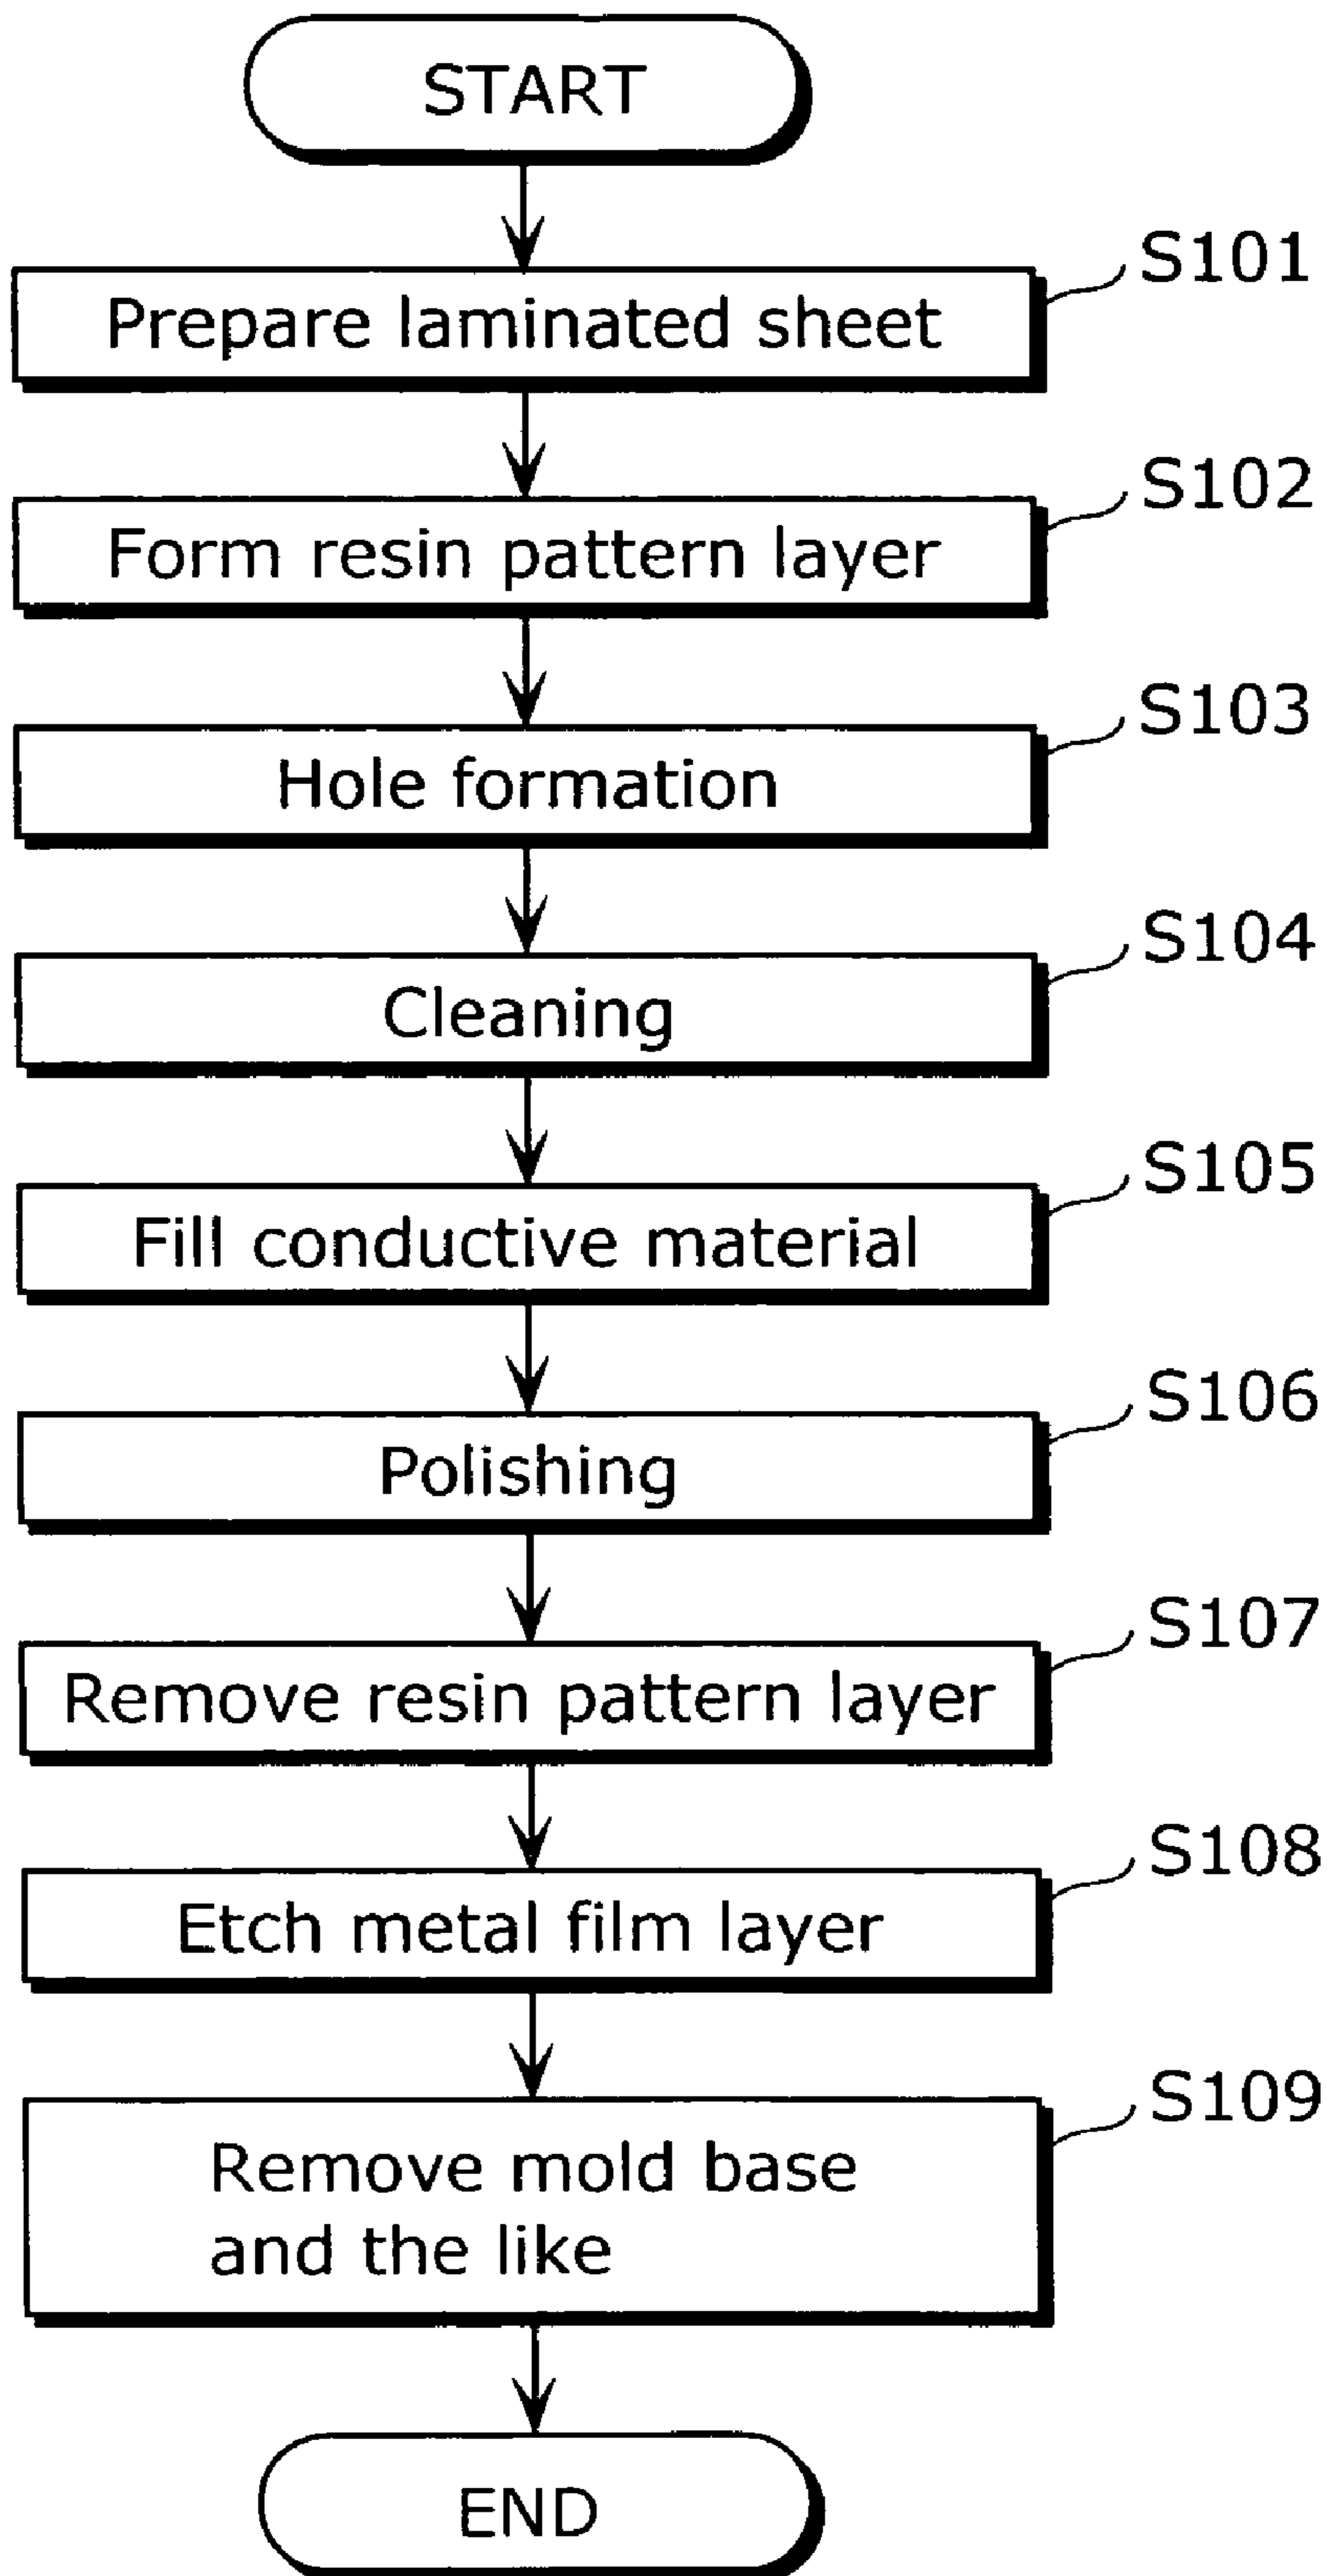 START
S101
Prepare laminated sheet
S102
Form resin pattern layer
S103
Hole formation
S104
Cleaning
S105
Fill conductive material
S106
Polishing
S107
Remove resin pattern layer
S108
Etch metal film layer
S109
Remove mold base
and the like
END